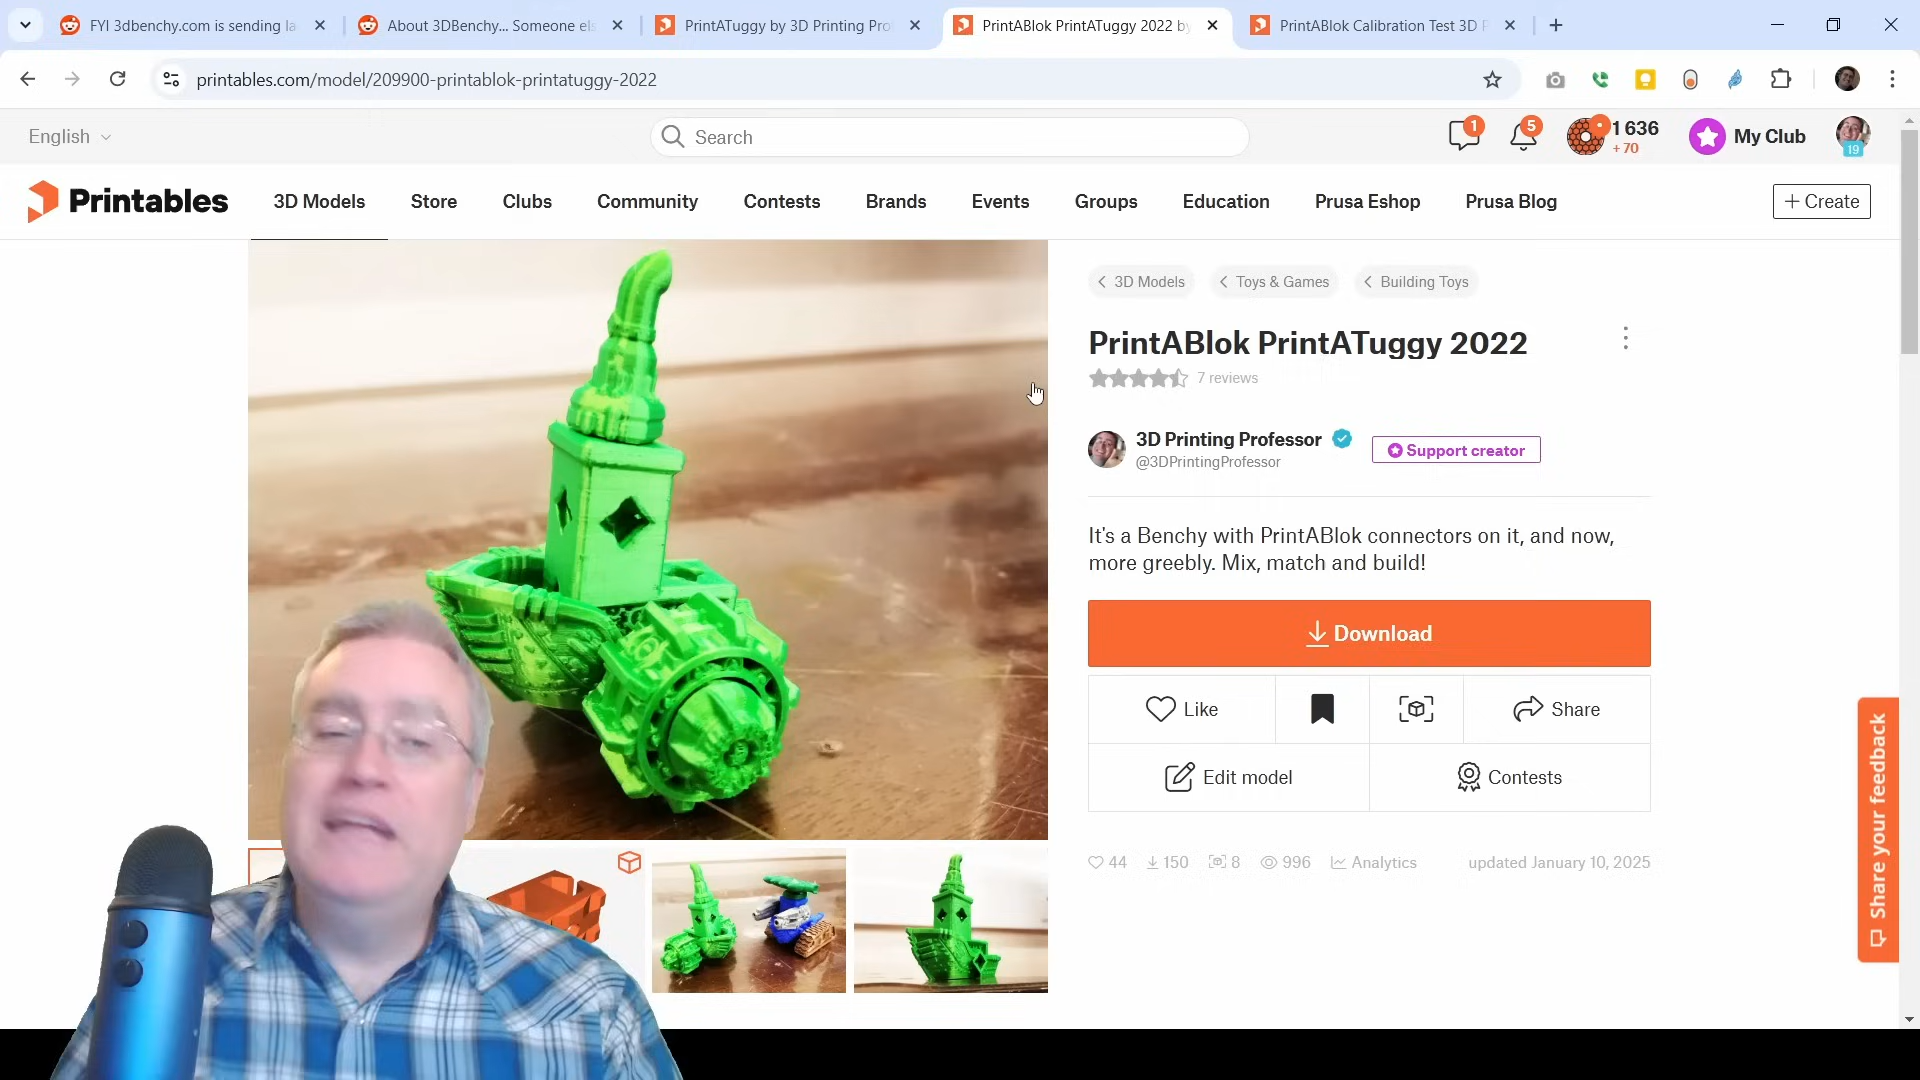 FYI 3dbenchy.com is sending la
About 3DBenchy... Someone els
PrintATuggy by 3D Printing Pro
PrintABlok PrintATuggy 2022 by
PrintABlok Calibration Test 3D P
printables.com/model/209900-printablok-printatuggy-2022
English
Search
1
5
1 636
+ 70
My Club
19
Printables
3D Models
Store
Clubs
Community
Contests
Brands
Events
Groups
Education
Prusa Eshop
Prusa Blog
+ Create
3D Models
Toys & Games
Building Toys
PrintABlok PrintATuggy 2022
7 reviews
3D Printing Professor
@3DPrintingProfessor
Support creator
It's a Benchy with PrintABlok connectors on it, and now,
more greebly. Mix, match and build!
Download
Like
Share
Edit model
Contests
44
150
8
996
Analytics
updated January 10, 2025
Share your feedback